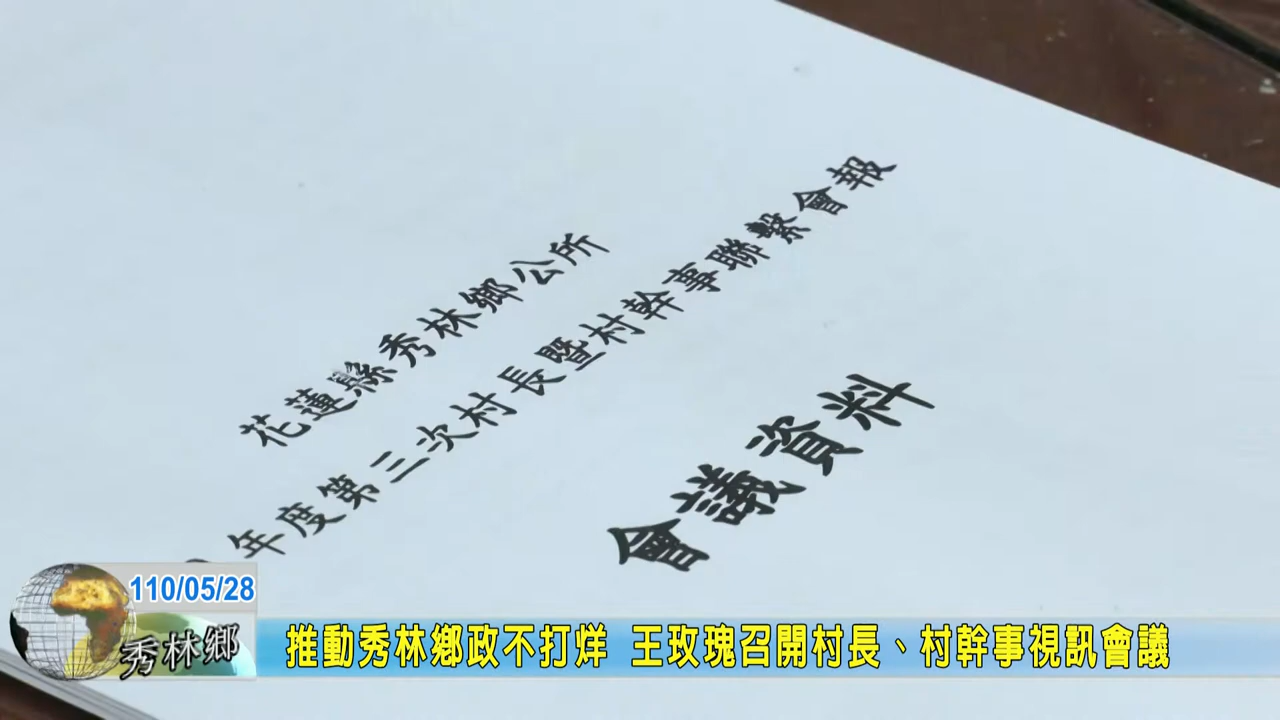 花蓮縣秀林鄉公所
年度第三次村長暨村幹事聯繫會報
會議資料
110/05/28
秀林鄉
推動秀林鄉政不打烊 王玫瑰召開村長、村幹事視訊會議